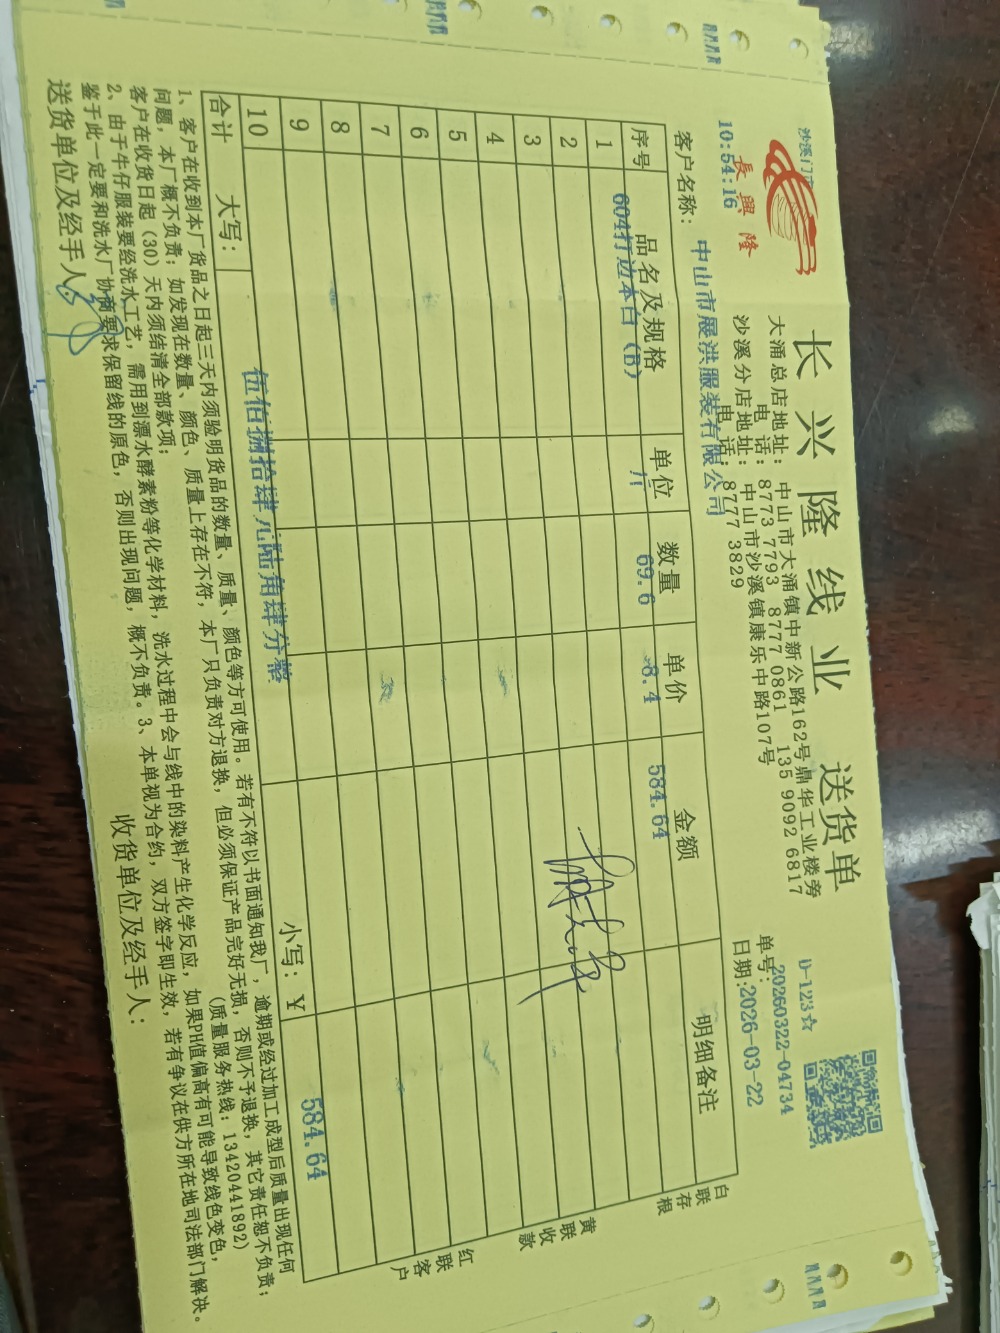 沙溪门店
長興隆
10:54:16
长兴隆线业 送货单
大涌总店地址：中山市大涌镇中新公路162号鼎华工业楼旁
电 话：8773 7793 8777 0861 135 9092 6817
沙溪分店地址：中山市沙溪镇康乐中路107号
电 话：8777 3829
D-123☆
单号：20260322-04734
日期：2026-03-22
客户名称：中山市展洪服装有限公司
序号 品名及规格 单位 数量 单价 金额 明细备注
1 604打边本白（B） 斤 69.6 8.4 584.64
2
3
4
5
6
7
8
9
10
合计 大写：伍佰捌拾肆元陆角肆分整 小写：￥ 584.64
白联存根
黄联收款
红联客户
1、客户在收到本厂货品之日起三天内须验明货品的数量、质量、颜色等方可使用。若有不符以书面通知我厂，逾期或经过加工成型后质量出现任何
问题，本厂概不负责；如发现在数量、颜色、质量上存在不符，本厂只负责对方退换，但必须保证产品完好无损，否则不予退换，其它责任恕不负责；
客户在收货日起（30）天内须结清全部款项； （质量服务热线：13420441892）
2、由于牛仔服装要经洗水工艺，需用到漂水酵素粉等化学材料，洗水过程中会与线中的染料产生化学反应，如果PH值偏高有可能导致线色变色，
鉴于此一定要和洗水厂协商要求保留线的原色，否则出现问题，概不负责。3、本单视为合约，双方签字即生效，若有争议在供方所在地司法部门解决。
送货单位及经手人： 收货单位及经手人：